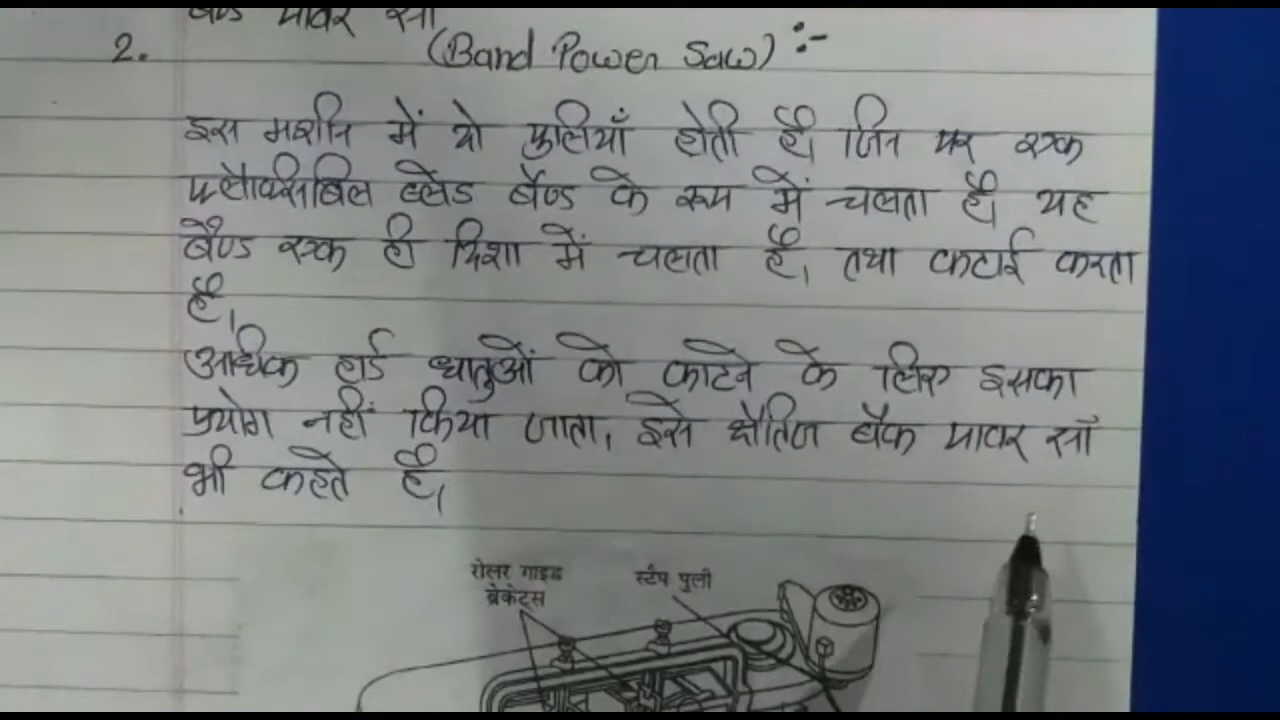 बैण्ड पावर सॉ
2. (Band Power Saw) :-
इस मशीन में दो पुलियाँ होती है। जिन पर एक
फ्लैक्सिबिल ब्लेड बैण्ड के रूप में चलता है। यह
बैण्ड एक ही दिशा में चलता है, तथा कटाई करता
है।
अधिक हार्ड धातुओं को काटने के लिए इसका
प्रयोग नहीं किया जाता, इसे क्षैतिज बैंक पावर सॉ
भी कहते है।
रोलर गाइड स्टैप पुली
ब्रेकेट्स